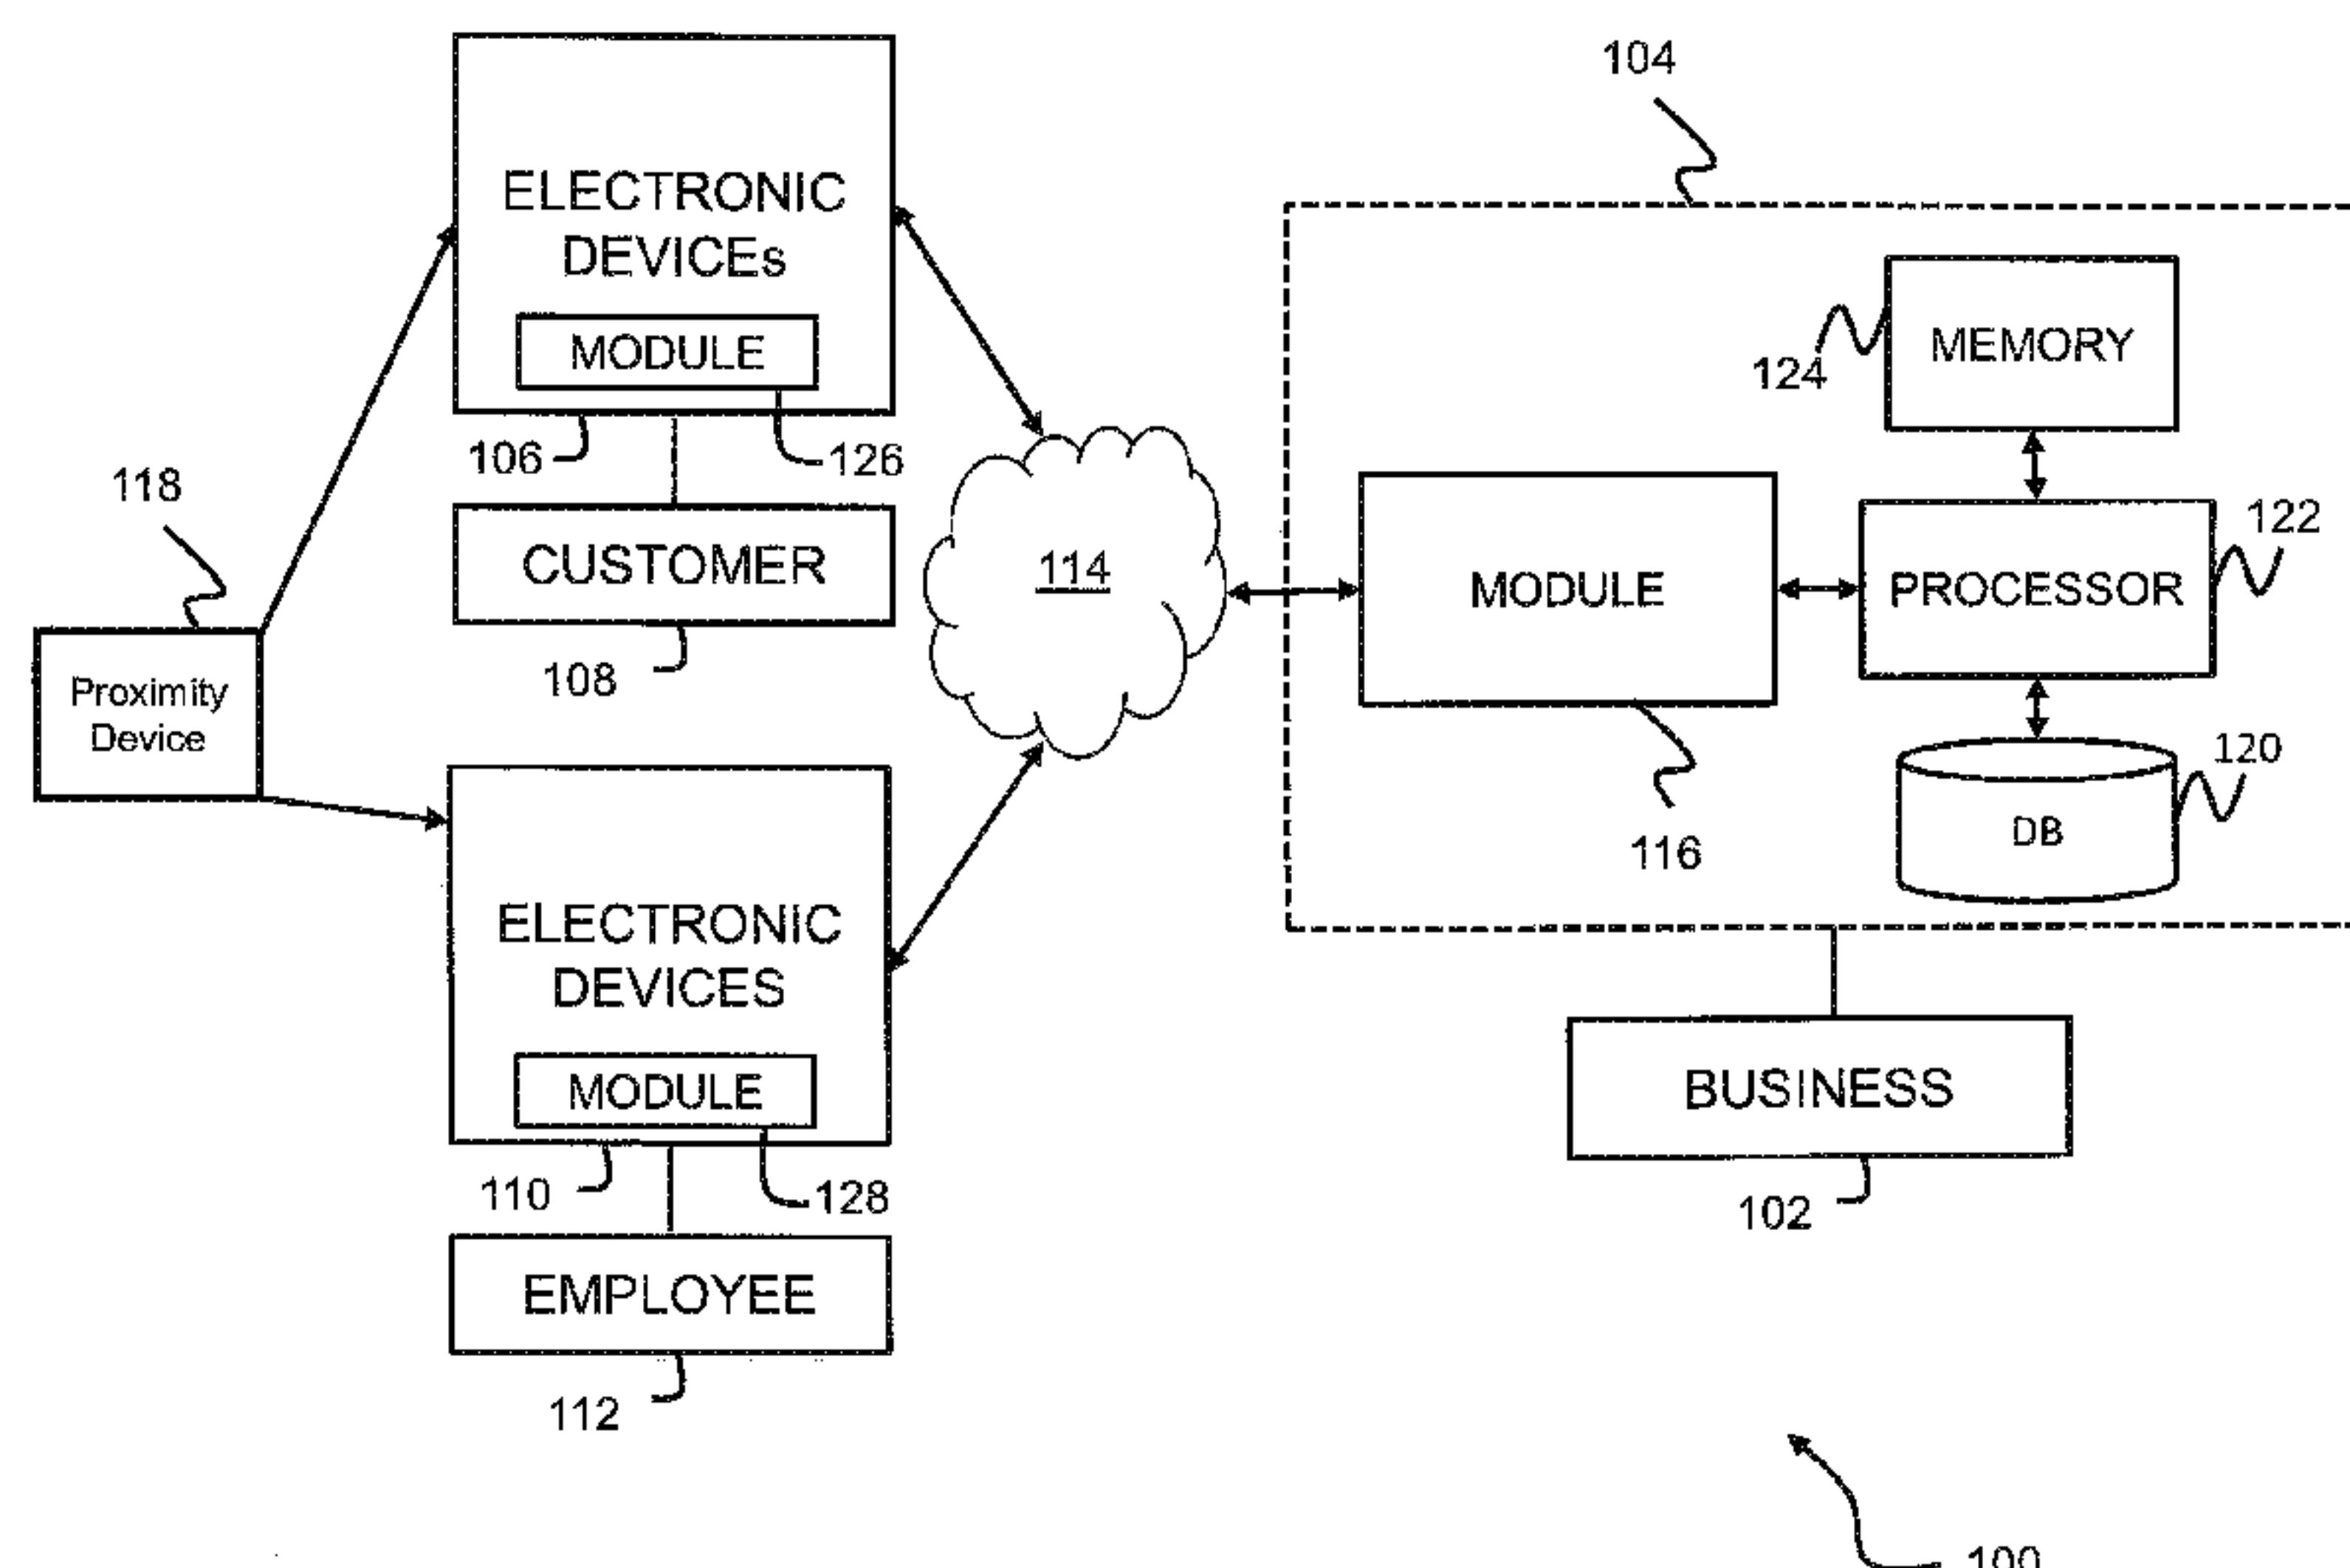 104
ELECTRONIC
DEVICEs
MODULE
106
126
118
CUSTOMER
108
Proximity
Device
114
MEMORY
124
MODULE
PROCESSOR
122
116
DB
120
ELECTRONIC
DEVICES
MODULE
110
128
EMPLOYEE
112
BUSINESS
102
100